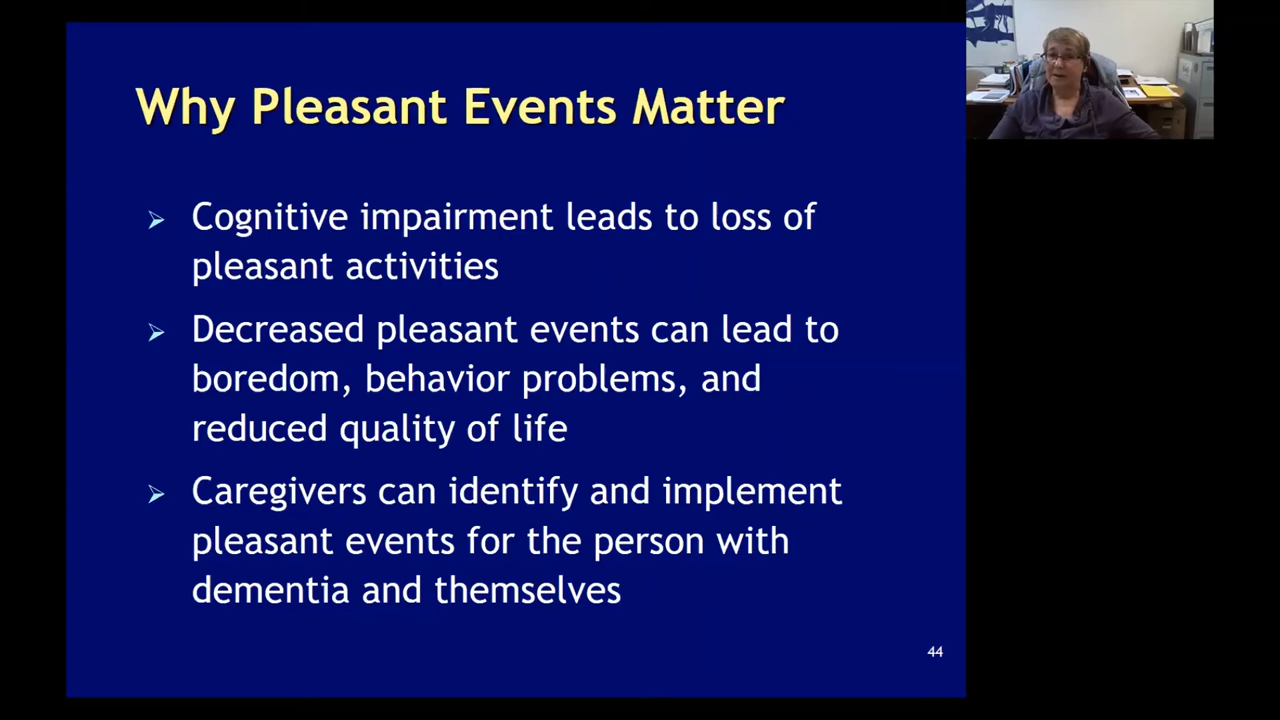 Why Pleasant Events Matter
Cognitive impairment leads to loss of
pleasant activities
Decreased pleasant events can lead to
boredom, behavior problems, and
reduced quality of life
Caregivers can identify and implement
pleasant events for the person with
dementia and themselves
44